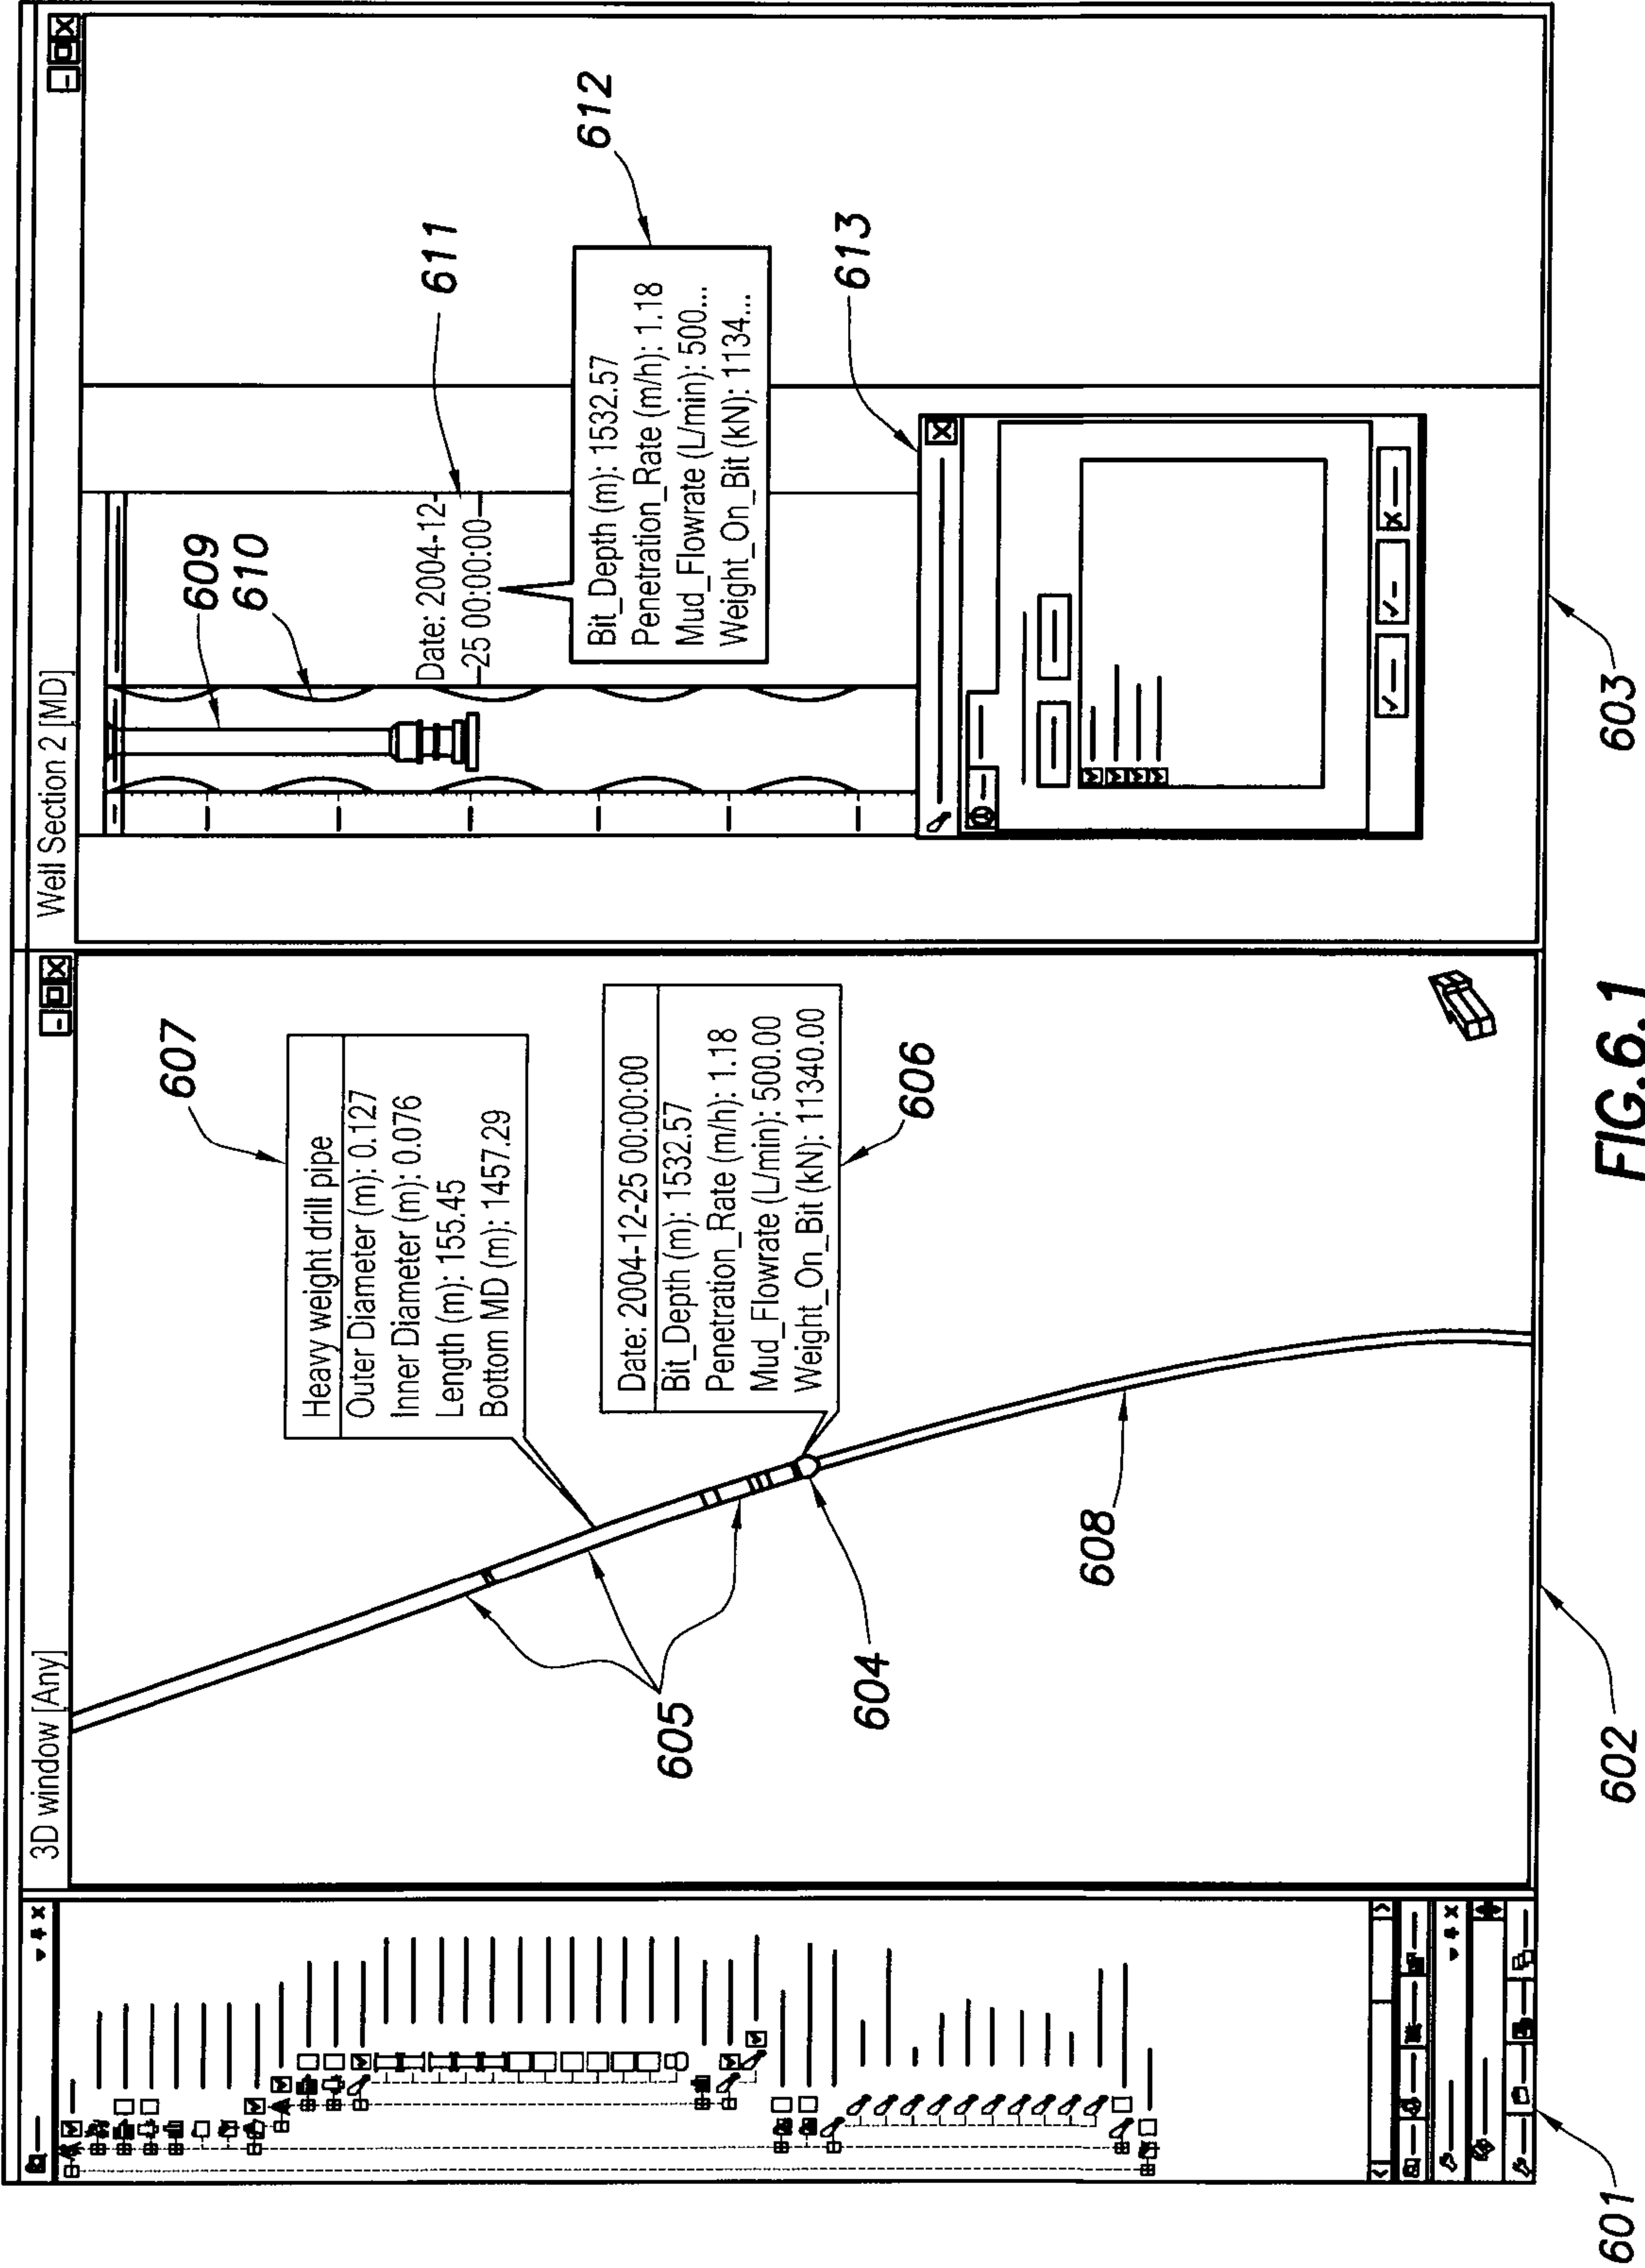 3D window [Any]
607
Heavy weight drill pipe
Outer Diameter (m): 0.127
Inner Diameter (m): 0.076
Length (m): 155.45
Bottom MD (m): 1457.29
Date: 2004-12-25 00:00:00
Bit_Depth (m): 1532.57
Penetration_Rate (m/h): 1.18
Mud_Flowrate (L/min): 500.00
Weight_On_Bit (kN): 11340.00
605
604
606
608
Well Section 2 [MD]
609
610
Date: 2004-12-
25 00:00:00
611
612
Bit_Depth (m): 1532.57
Penetration_Rate (m/h): 1.18
Mud_Flowrate (L/min): 500...
Weight_On_Bit (kN): 1134...
613
601
602
603
FIG.6.1